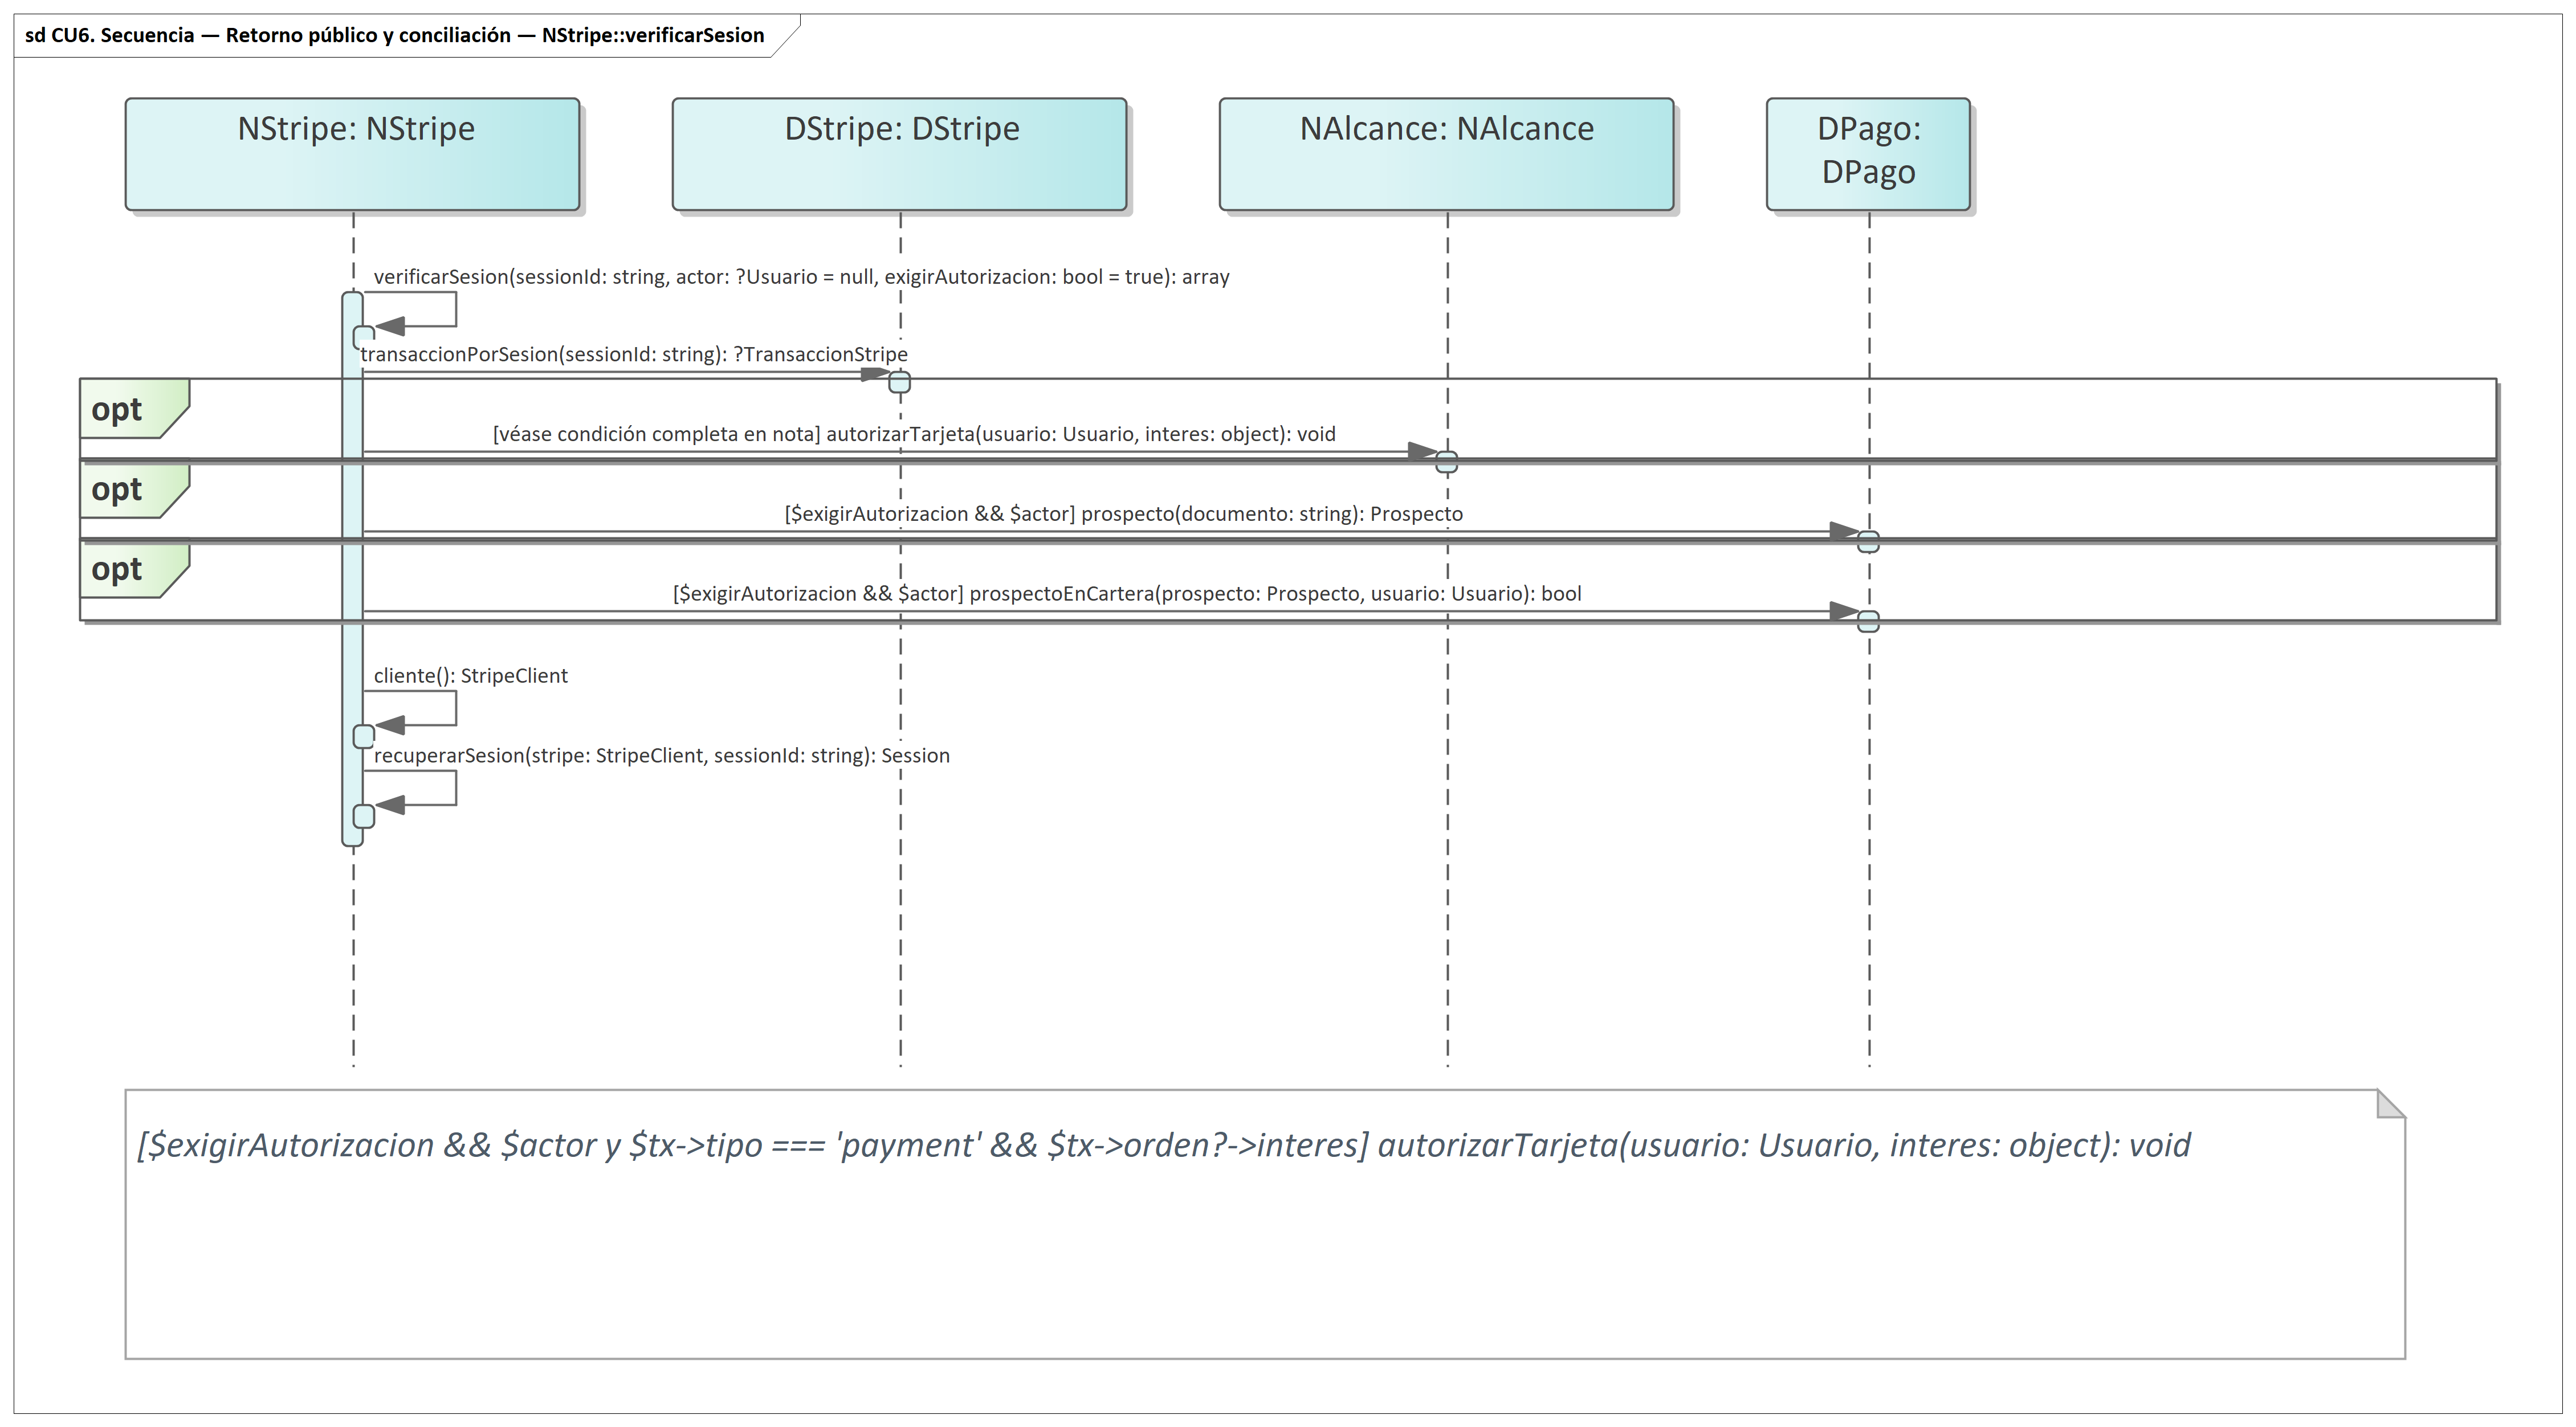 sd CU6. Secuencia — Retorno público y conciliación — NStripe::verificarSesion
NStripe: NStripe
DStripe: DStripe
NAlcance: NAlcance
DPago:
DPago
verificarSesion(sessionId: string, actor: ?Usuario = null, exigirAutorizacion: bool = true): array
transaccionPorSesion(sessionId: string): ?TransaccionStripe
opt
[véase condición completa en nota] autorizarTarjeta(usuario: Usuario, interes: object): void
opt
[$exigirAutorizacion && $actor] prospecto(documento: string): Prospecto
opt
[$exigirAutorizacion && $actor] prospectoEnCartera(prospecto: Prospecto, usuario: Usuario): bool
cliente(): StripeClient
recuperarSesion(stripe: StripeClient, sessionId: string): Session
[$exigirAutorizacion && $actor y $tx->tipo === 'payment' && $tx->orden?->interes] autorizarTarjeta(usuario: Usuario, interes: object): void